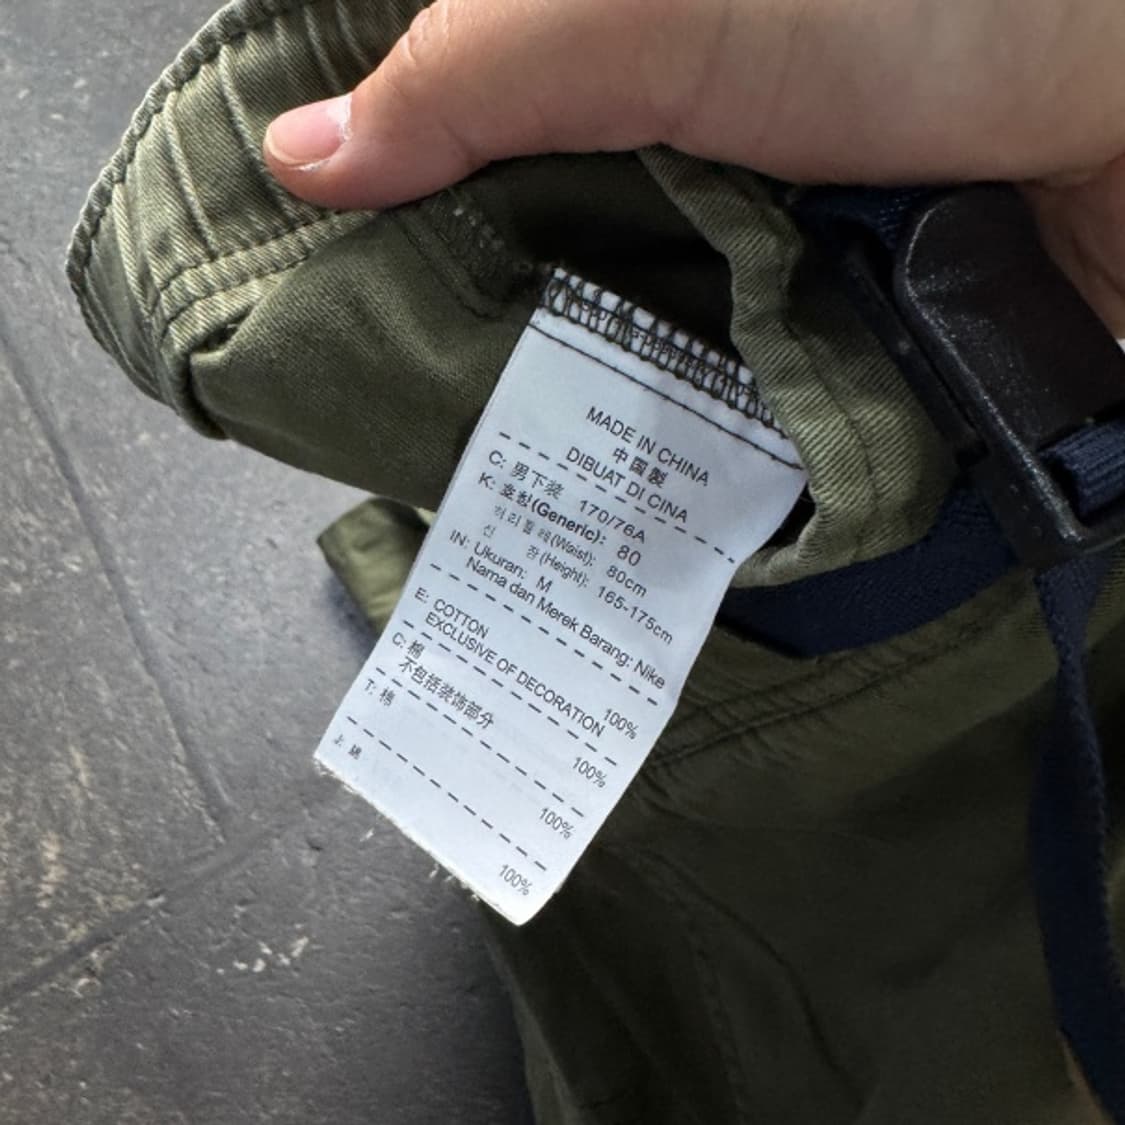 MADE IN CHINA
中国製
DIBUAT DI CINA
C: 男下装 170/76A
K: 호칭(Generic): 80
허리둘레(Waist): 80cm
신 장(Height): 165-175cm
IN: Ukuran: M
Nama dan Merek Barang: Nike
E: COTTON 100%
EXCLUSIVE OF DECORATION
C: 棉 100%
不包括装饰部分
T: 棉 100%
J: 綿 100%